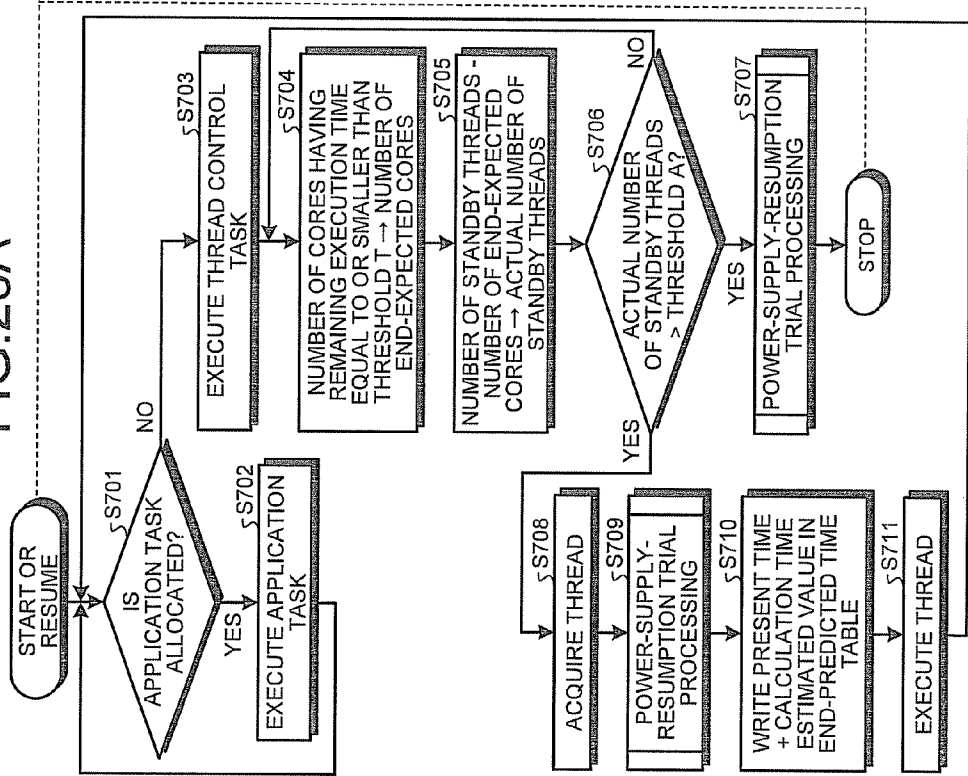 START OR
RESUME
S701
IS
APPLICATION TASK
ALLOCATED?
NO
YES
S702
EXECUTE APPLICATION
TASK
S703
EXECUTE THREAD CONTROL
TASK
S704
NUMBER OF CORES HAVING
REMAINING EXECUTION TIME
EQUAL TO OR SMALLER THAN
THRESHOLD T → NUMBER OF
END-EXPECTED CORES
S705
NUMBER OF STANDBY THREADS -
NUMBER OF END-EXPECTED
CORES → ACTUAL NUMBER OF
STANDBY THREADS
S706
ACTUAL NUMBER
OF STANDBY THREADS
> THRESHOLD A?
NO
YES
YES
S707
POWER-SUPPLY-RESUMPTION
TRIAL PROCESSING
STOP
S708
ACQUIRE THREAD
S709
POWER-SUPPLY-
RESUMPTION TRIAL
PROCESSING
S710
WRITE PRESENT TIME
+ CALCULATION TIME
ESTIMATED VALUE IN
END-PREDICTED TIME
TABLE
S711
EXECUTE THREAD